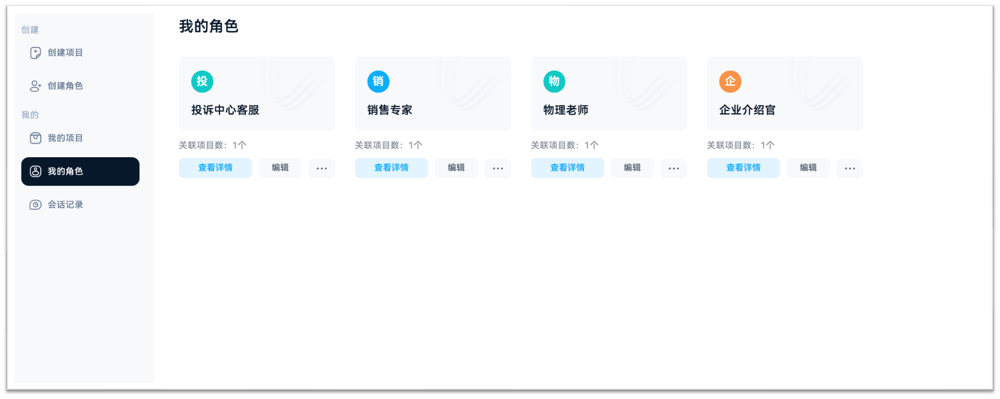 创建
创建项目
创建角色
我的
我的项目
我的角色
会话记录
我的角色
投
投诉中心客服
关联项目数：1个
查看详情
编辑
...
销
销售专家
关联项目数：1个
查看详情
编辑
...
物
物理老师
关联项目数：1个
查看详情
编辑
...
企
企业介绍官
关联项目数：1个
查看详情
编辑
...